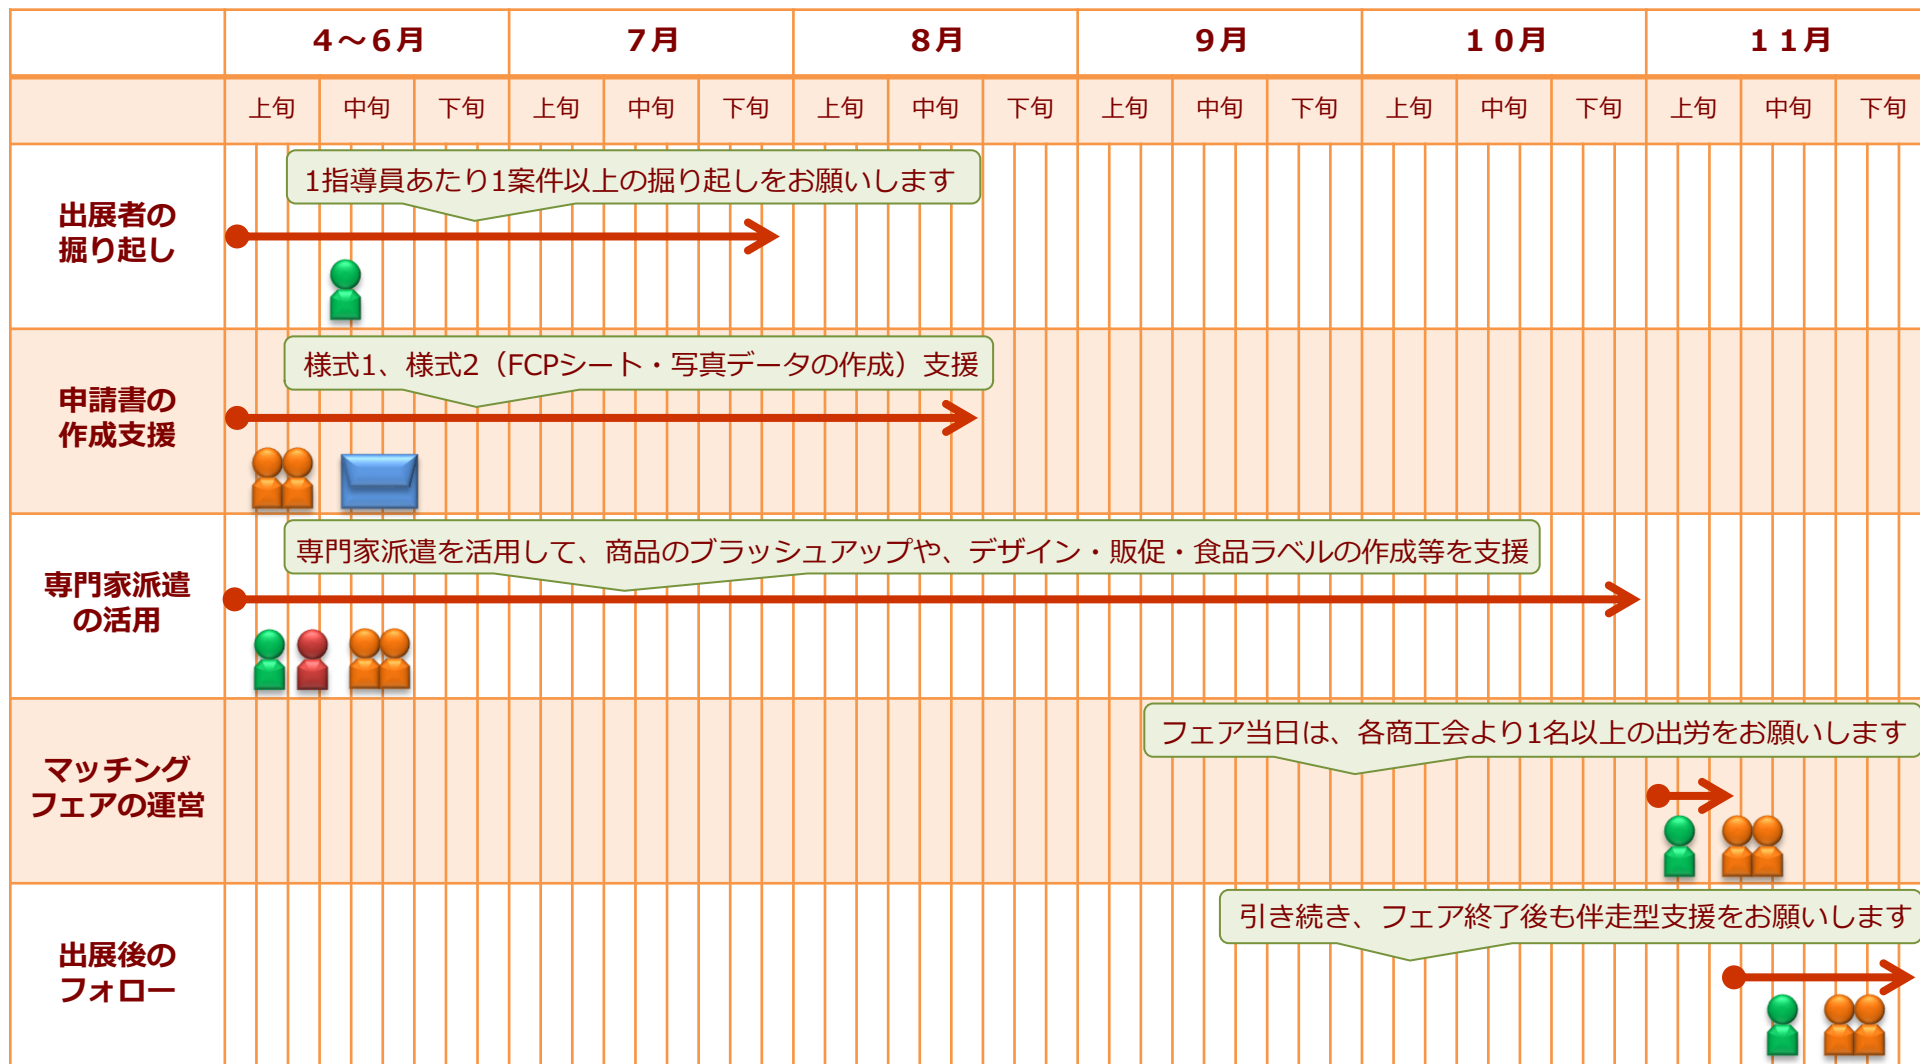 ４～６月
７月
８月
９月
１０月
１１月
上旬
中旬
下旬
上旬
中旬
下旬
上旬
中旬
下旬
上旬
中旬
下旬
上旬
中旬
下旬
上旬
中旬
下旬
出展者の
掘り起し
1指導員あたり1案件以上の掘り起しをお願いします
申請書の
作成支援
様式1、様式2（FCPシート・写真データの作成）支援
専門家派遣
の活用
専門家派遣を活用して、商品のブラッシュアップや、デザイン・販促・食品ラベルの作成等を支援
マッチング
フェアの運営
フェア当日は、各商工会より1名以上の出労をお願いします
出展後の
フォロー
引き続き、フェア終了後も伴走型支援をお願いします